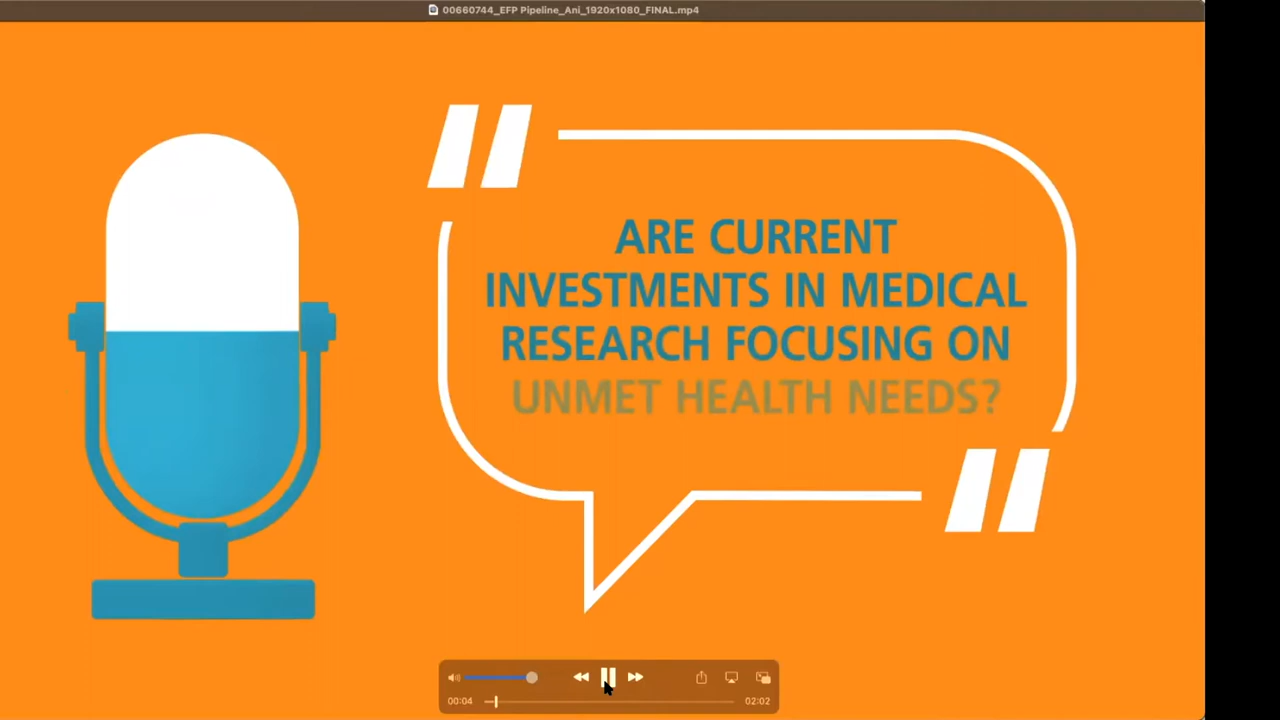 00660744_EFP Pipeline_Ani_1920x1080_FINAL.mp4
ARE CURRENT
INVESTMENTS IN MEDICAL
RESEARCH FOCUSING ON
UNMET HEALTH NEEDS?
00:04
02:02